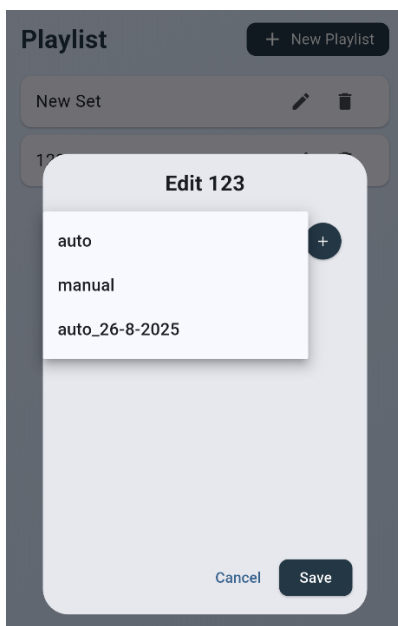 Playlist
+ New Playlist
New Set
Edit 123
auto
+
manual
auto_26-8-2025
Cancel
Save